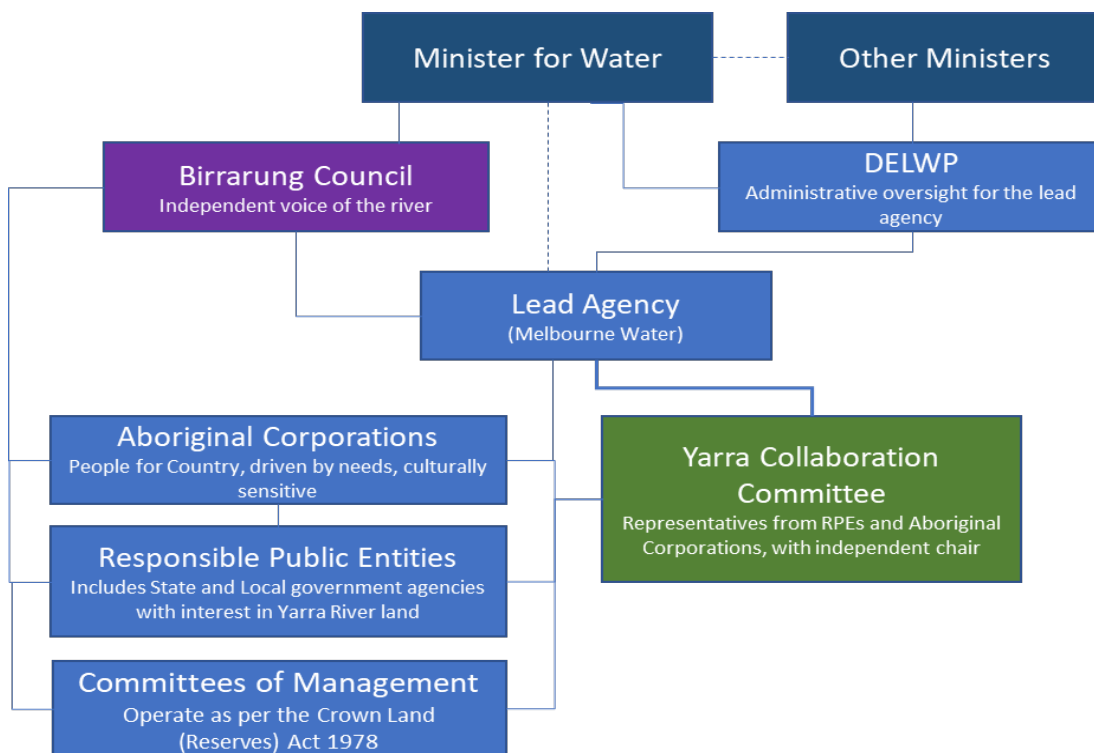 Minister for Water
Other Ministers
Birrarung Council
Independent voice of the river
DELWP
Administrative oversight for the lead
agency
Lead Agency
(Melbourne Water)
Aboriginal Corporations
People for Country, driven by needs, culturally
sensitive
Yarra Collaboration
Committee
Representatives from RPEs and Aboriginal
Corporations, with independent chair
Responsible Public Entities
Includes State and Local government agencies
with interest in Yarra River land
Committees of Management
Operate as per the Crown Land
(Reserves) Act 1978